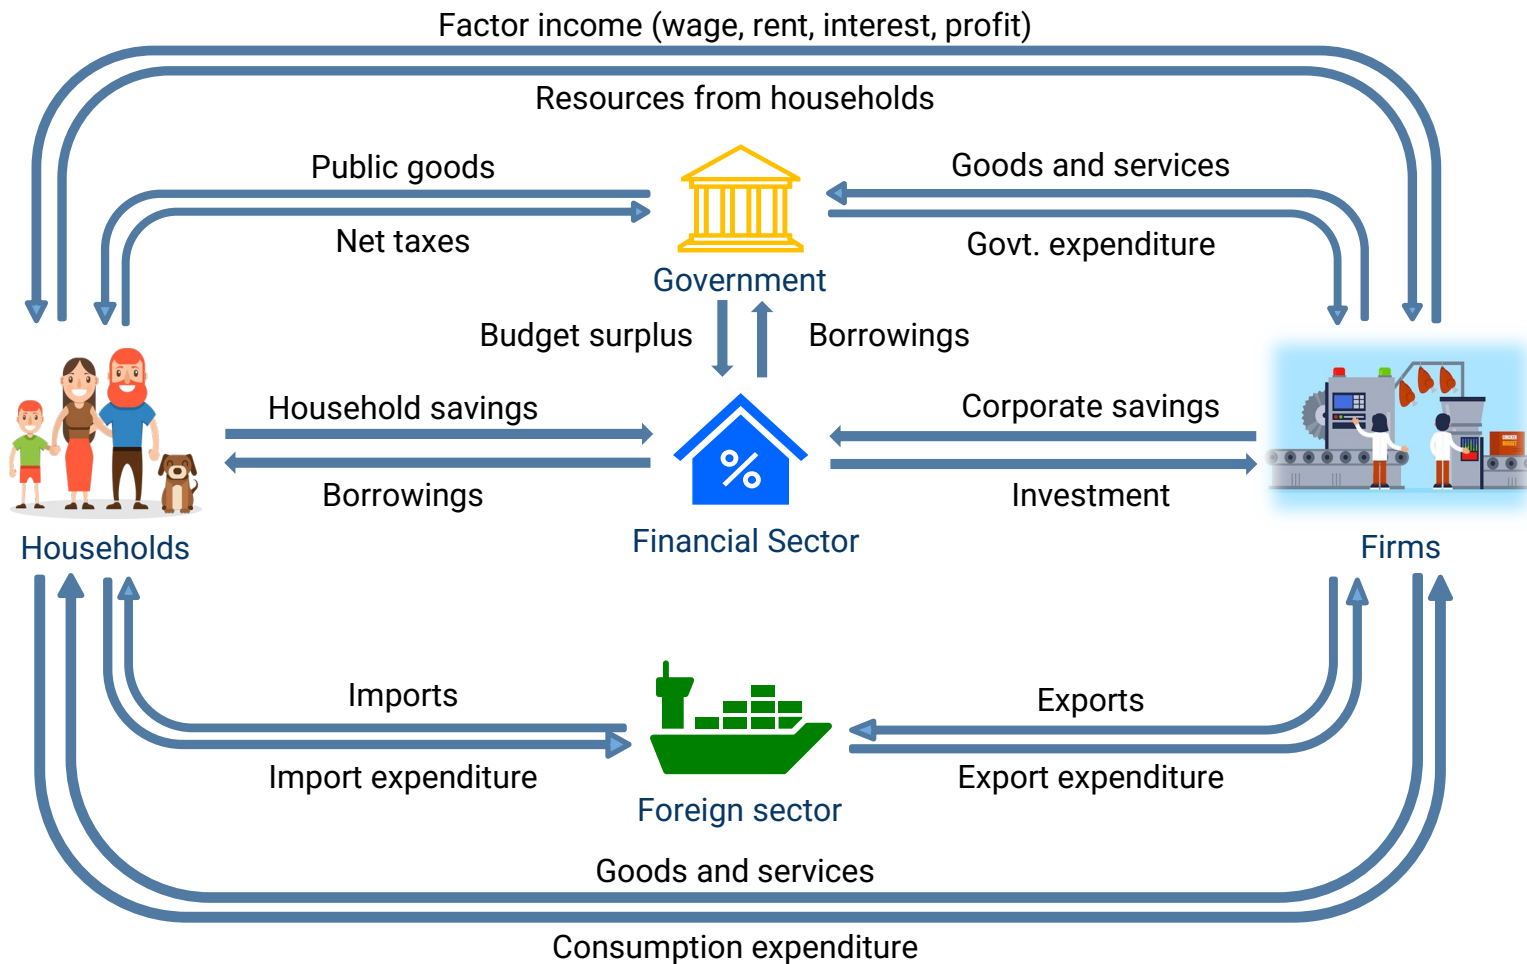 Factor income (wage, rent, interest, profit)
Resources from households
Public goods
Goods and services
Net taxes
Govt. expenditure
Government
Budget surplus
Borrowings
Household savings
Corporate savings
%
Borrowings
Investment
Households
Financial Sector
Firms
Imports
Exports
Import expenditure
Export expenditure
Foreign sector
Goods and services
Consumption expenditure